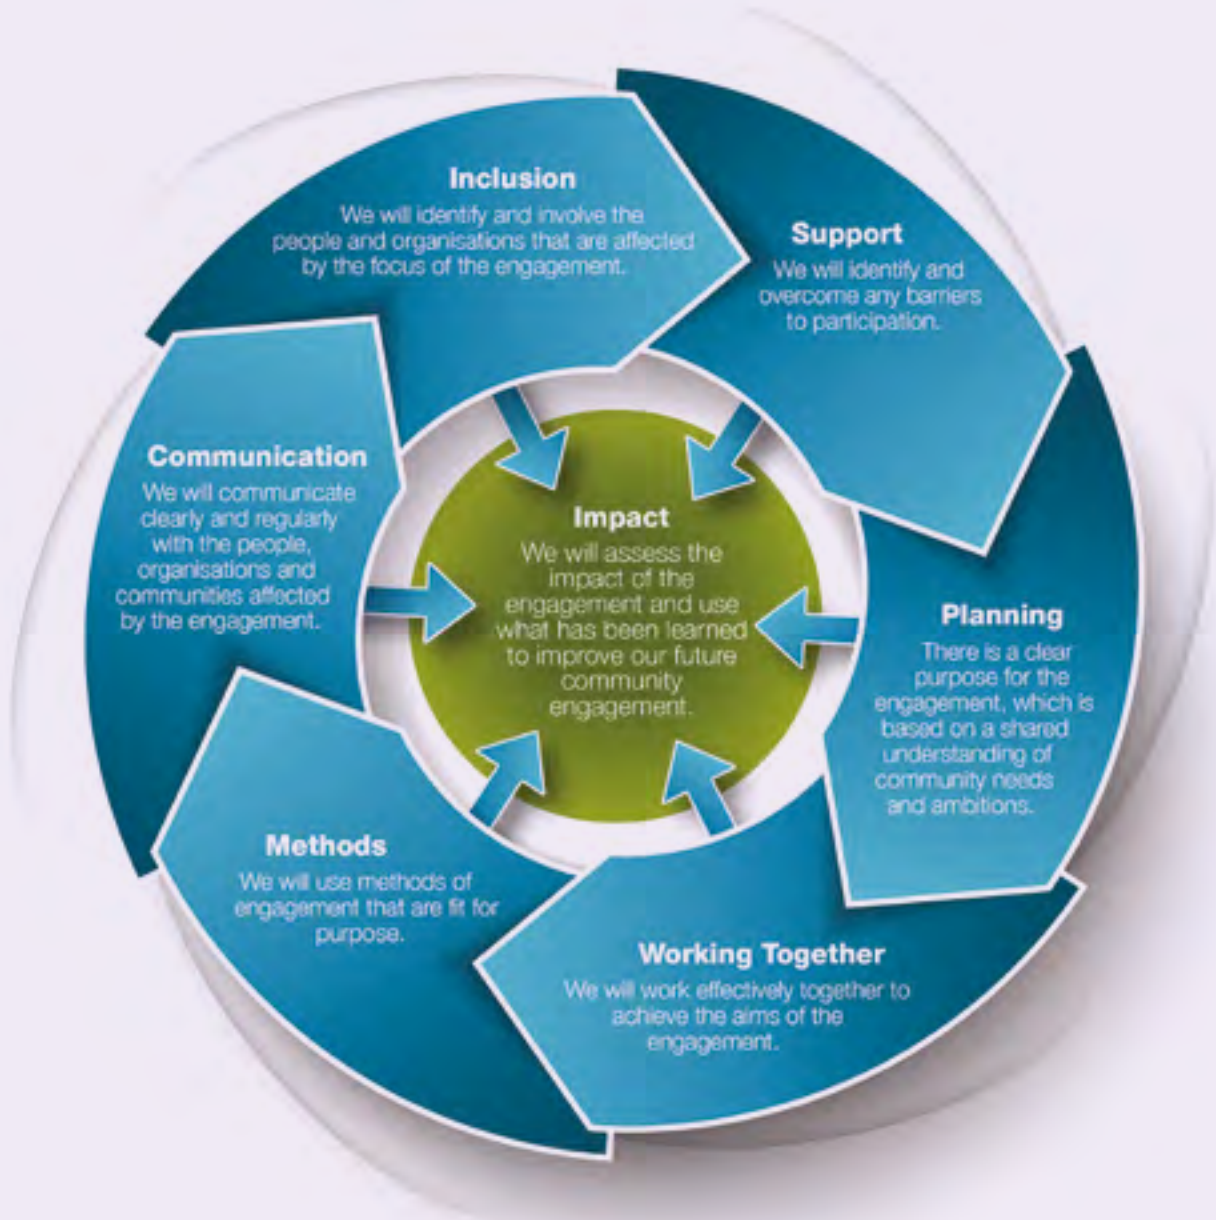 Inclusion
We will identify and involve the
people and organisations that are affected
by the focus of the engagement.
Support
We will identify and
overcome any barriers
to participation.
Planning
There is a clear
purpose for the
engagement, which is
based on a shared
understanding of
community needs
and ambitions.
Working Together
We will work effectively together to
achieve the aims of the
engagement.
Methods
We will use methods of
engagement that are fit for
purpose.
Communication
We will communicate
clearly and regularly
with the people,
organisations and
communities affected
by the engagement.
Impact
We will assess the
impact of the
engagement and use
what has been learned
to improve our future
community
engagement.